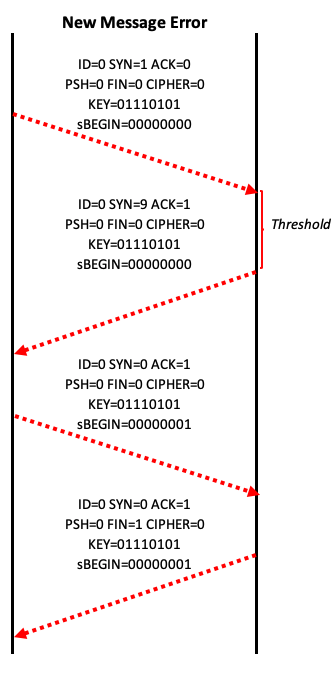 New Message Error
ID=0 SYN=1 ACK=0
PSH=0 FIN=0 CIPHER=0
KEY=01110101
sBEGIN=00000000
ID=0 SYN=9 ACK=1
PSH=0 FIN=0 CIPHER=0
KEY=01110101
sBEGIN=00000000
Threshold
ID=0 SYN=0 ACK=1
PSH=0 FIN=0 CIPHER=0
KEY=01110101
sBEGIN=00000001
ID=0 SYN=0 ACK=1
PSH=0 FIN=1 CIPHER=0
KEY=01110101
sBEGIN=00000001